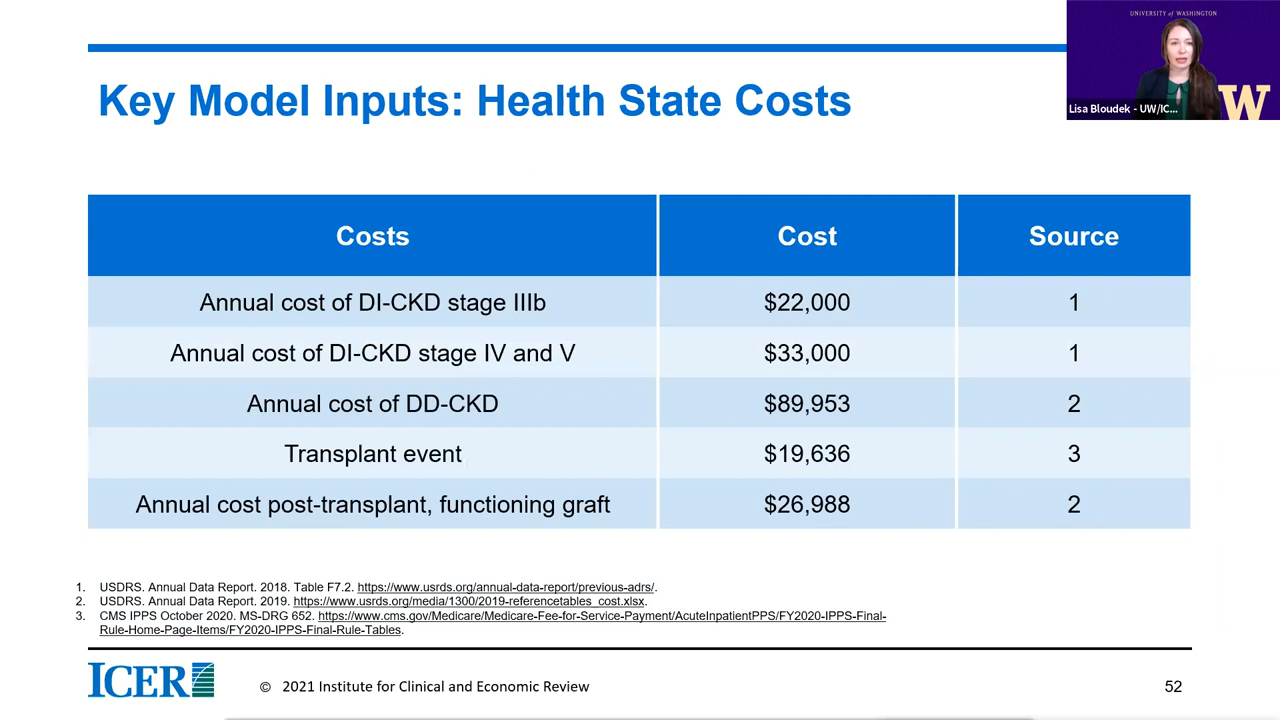 UNIVERSITY of WASHINGTON
W
Lisa Bloudek - UW/IC...
Key Model Inputs: Health State Costs
Costs Cost Source
Annual cost of DI-CKD stage IIIb $22,000 1
Annual cost of DI-CKD stage IV and V $33,000 1
Annual cost of DD-CKD $89,953 2
Transplant event $19,636 3
Annual cost post-transplant, functioning graft $26,988 2
1. USDRS. Annual Data Report. 2018. Table F7.2. https://www.usrds.org/annual-data-report/previous-adrs/.
2. USDRS. Annual Data Report. 2019. https://www.usrds.org/media/1300/2019-referencetables_cost.xlsx.
3. CMS IPPS October 2020. MS-DRG 652. https://www.cms.gov/Medicare/Medicare-Fee-for-Service-Payment/AcuteInpatientPPS/FY2020-IPPS-Final-
Rule-Home-Page-Items/FY2020-IPPS-Final-Rule-Tables.
ICER
© 2021 Institute for Clinical and Economic Review
52